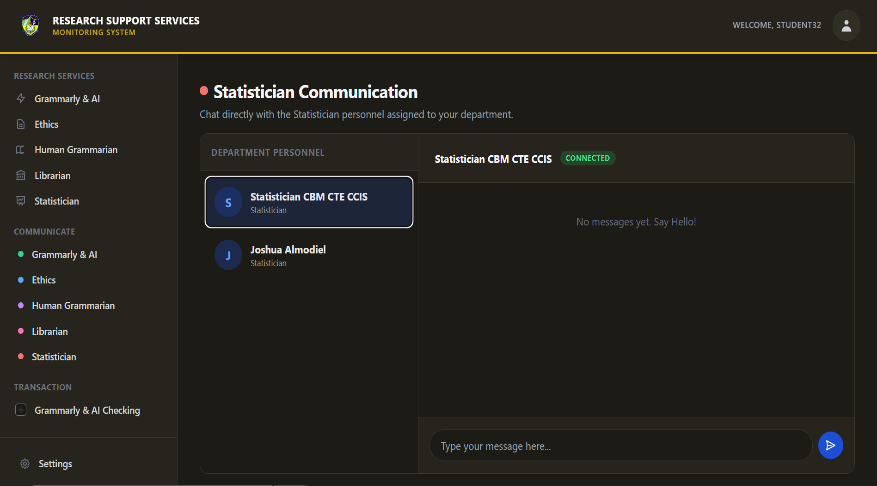 RESEARCH SUPPORT SERVICES
MONITORING SYSTEM
WELCOME, STUDENT32
RESEARCH SERVICES
Grammarly & AI
Ethics
Human Grammarian
Librarian
Statistician
COMMUNICATE
Grammarly & AI
Ethics
Human Grammarian
Librarian
Statistician
TRANSACTION
Grammarly & AI Checking
Settings
Statistician Communication
Chat directly with the Statistician personnel assigned to your department.
DEPARTMENT PERSONNEL
S
Statistician CBM CTE CCIS
Statistician
J
Joshua Almodiel
Statistician
Statistician CBM CTE CCIS CONNECTED
No messages yet. Say Hello!
Type your message here...